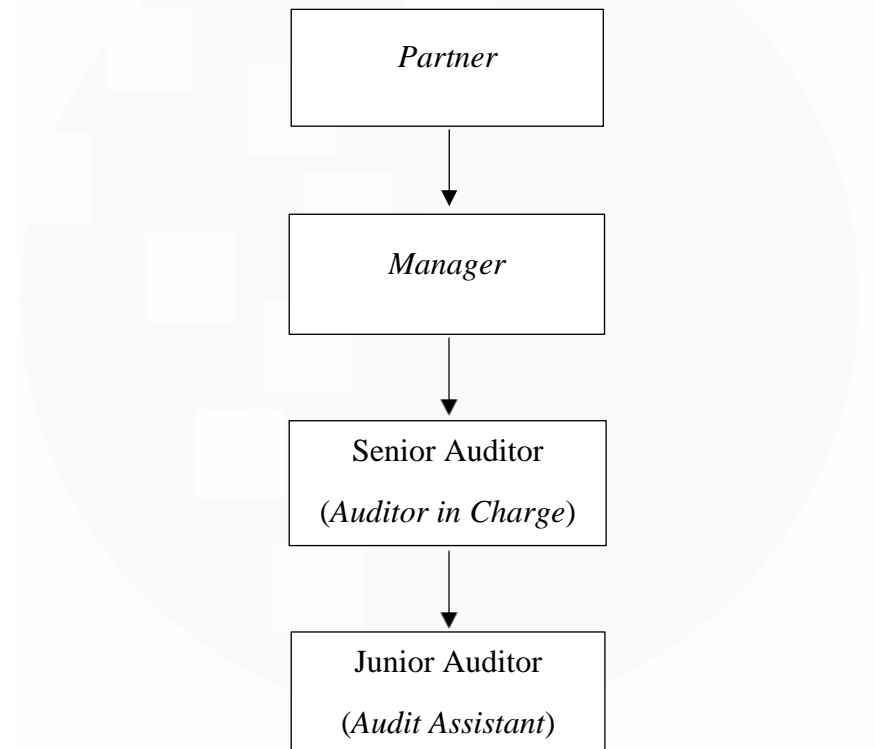 Partner
Manager
Senior Auditor
(Auditor in Charge)
Junior Auditor
(Audit Assistant)